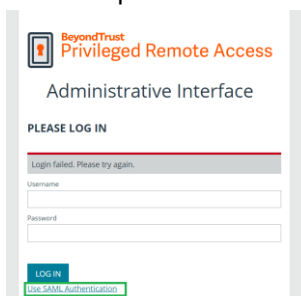 BeyondTrust
Privileged Remote Access
Administrative Interface
PLEASE LOG IN
Login failed. Please try again.
Username
Password
LOG IN
Use SAML Authentication